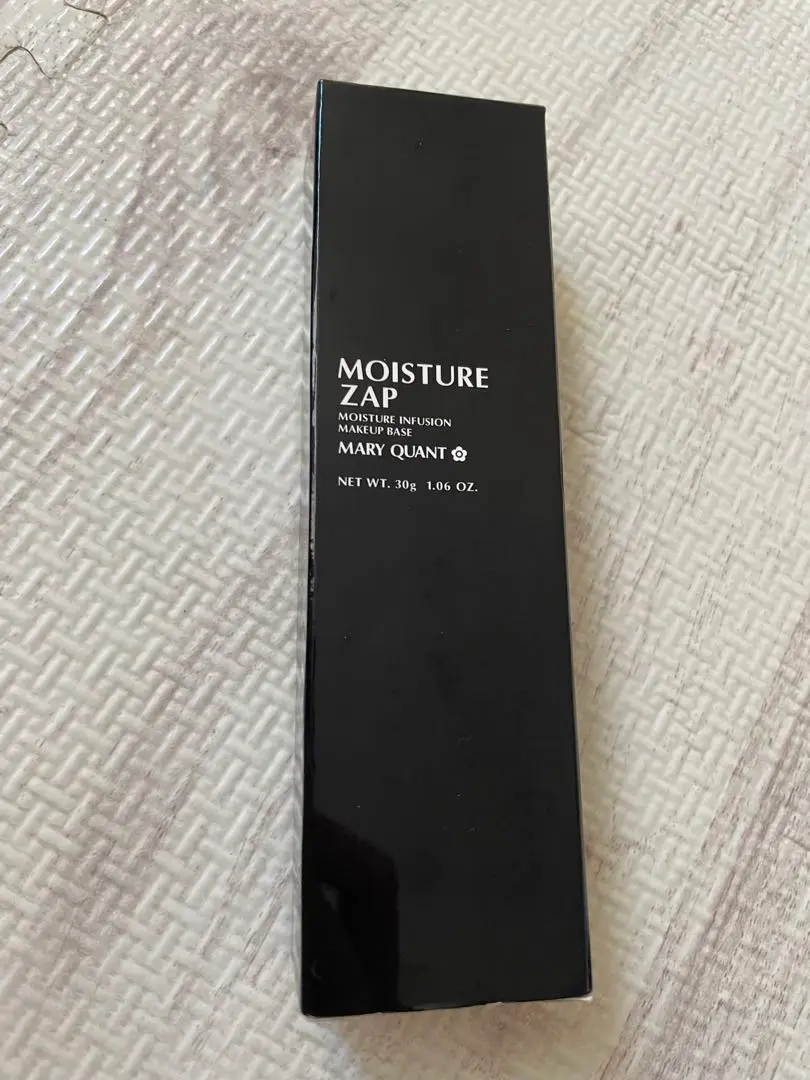 MOISTURE
ZAP
MOISTURE INFUSION
MAKEUP BASE
MARY QUANT
NET WT. 30g 1.06 OZ.